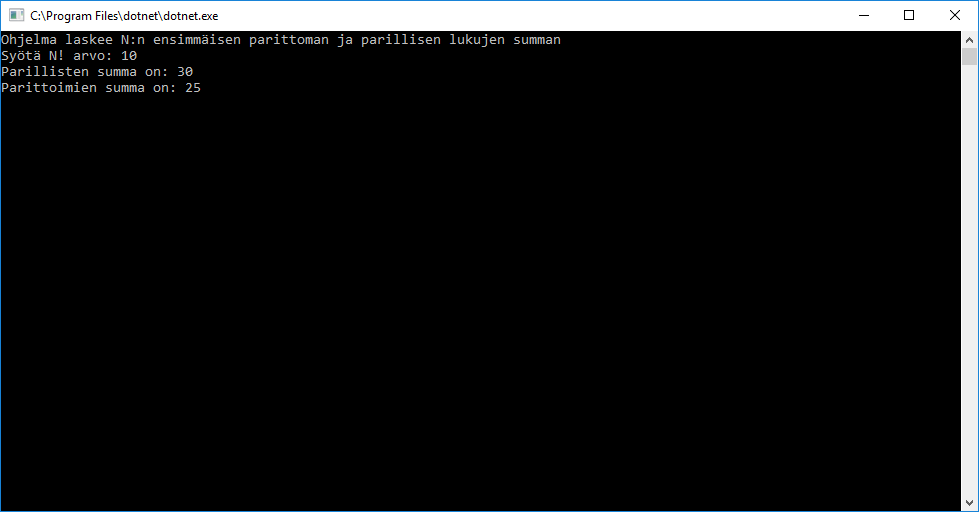 C:\Program Files\dotnet\dotnet.exe
Ohjelma laskee N:n ensimmäisen parittoman ja parillisen lukujen summan
Syötä N! arvo: 10
Parillisten summa on: 30
Parittoimien summa on: 25